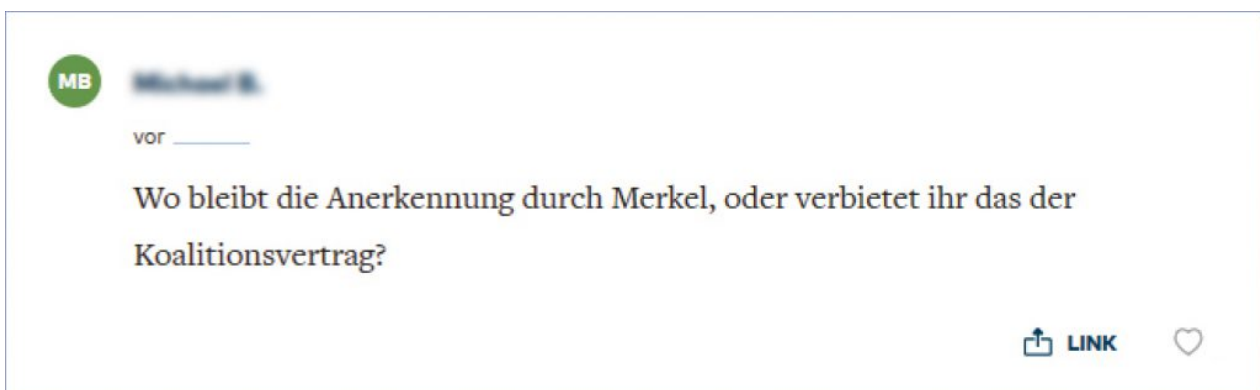 MB
vor
Wo bleibt die Anerkennung durch Merkel, oder verbietet ihr das der
Koalitionsvertrag?
LINK